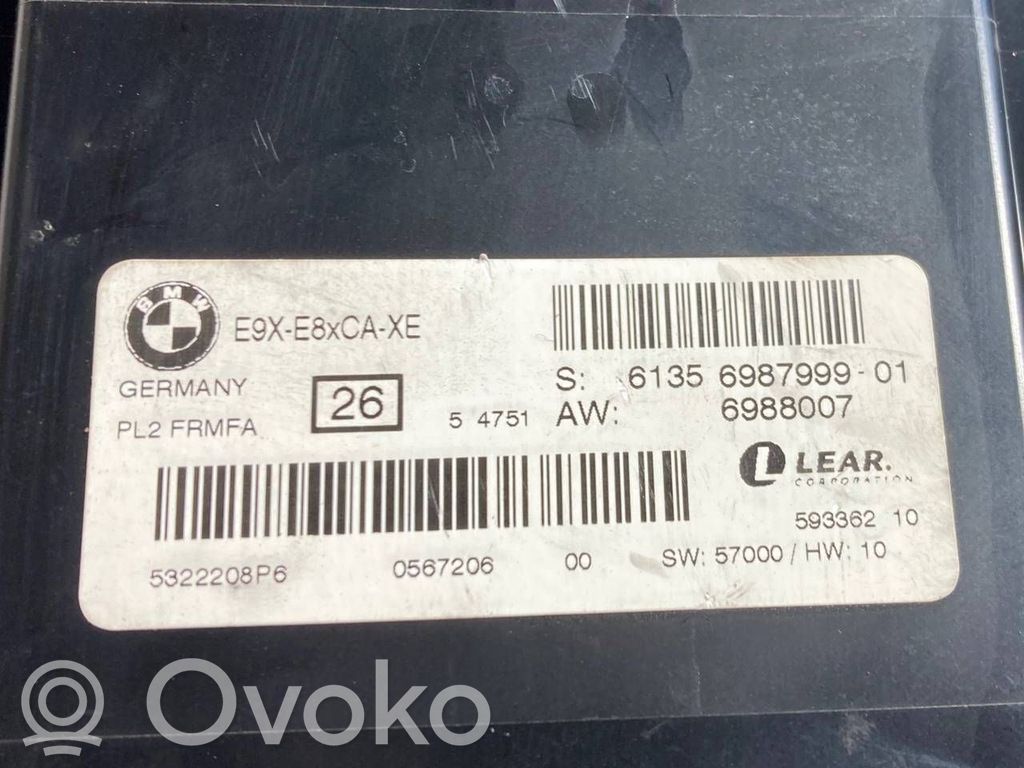 BMW
E9X-E8xCA-XE
GERMANY
PL2 FRMFA
26
5 4751
S: 6135 6987999-01
AW: 6988007
LEAR.
CORPORATION
593362 10
5322208P6 0567206 00 SW: 57000 / HW: 10
Ovoko